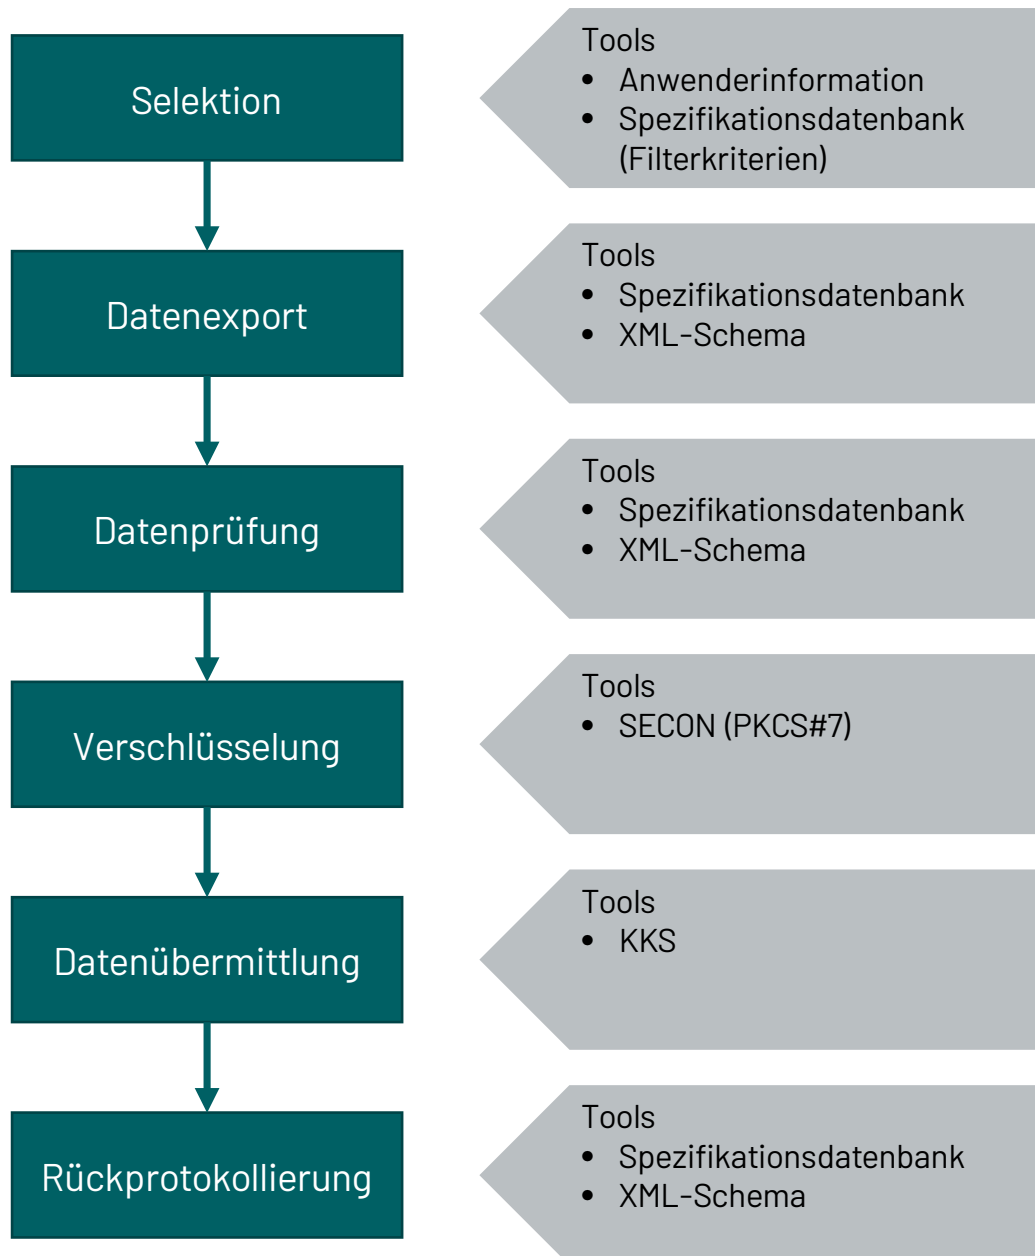 Selektion
Tools
• Anwenderinformation
• Spezifikationsdatenbank
(Filterkriterien)
Datenexport
Tools
• Spezifikationsdatenbank
• XML-Schema
Datenprüfung
Tools
• Spezifikationsdatenbank
• XML-Schema
Verschlüsselung
Tools
• SECON (PKCS#7)
Datenübermittlung
Tools
• KKS
Rückprotokollierung
Tools
• Spezifikationsdatenbank
• XML-Schema